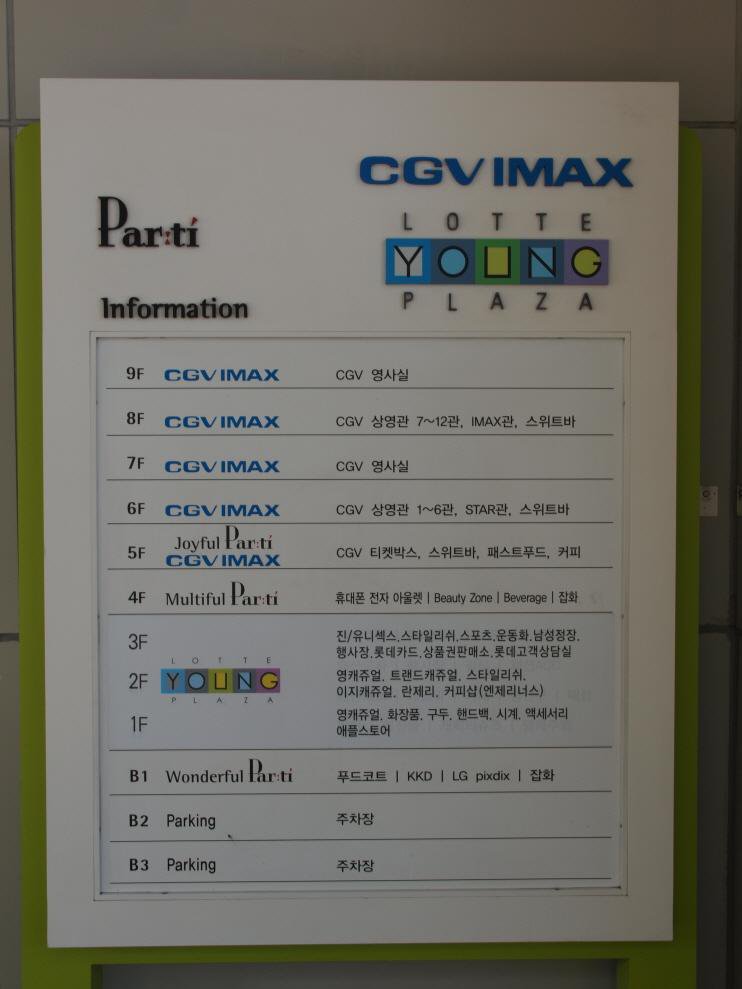 CGV IMAX
Par:tí
LOTTE
YOUNG
PLAZA
Information
9F CGV IMAX CGV 영사실
8F CGV IMAX CGV 상영관 7~12관, IMAX관, 스위트바
7F CGV IMAX CGV 영사실
6F CGV IMAX CGV 상영관 1~6관, STAR관, 스위트바
Joyful Par:tí
5F CGV IMAX CGV 티켓박스, 스위트바, 패스트푸드, 커피
4F Multiful Par:tí 휴대폰 전자 아울렛 | Beauty Zone | Beverage | 잡화
3F 진/유니섹스.스타일리쉬.스포츠.운동화.남성정장.
행사장.롯데카드.상품권판매소.롯데고객상담실
LOTTE
2F YOUNG 영캐쥬얼. 트랜드캐쥬얼. 스타일리쉬.
이지캐쥬얼. 란제리. 커피샵(엔제리너스)
PLAZA
1F 영캐쥬얼. 화장품. 구두. 핸드백. 시계. 액세서리
애플스토어
B1 Wonderful Par:tí 푸드코트 | KKD | LG pixdix | 잡화
B2 Parking 주차장
B3 Parking 주차장